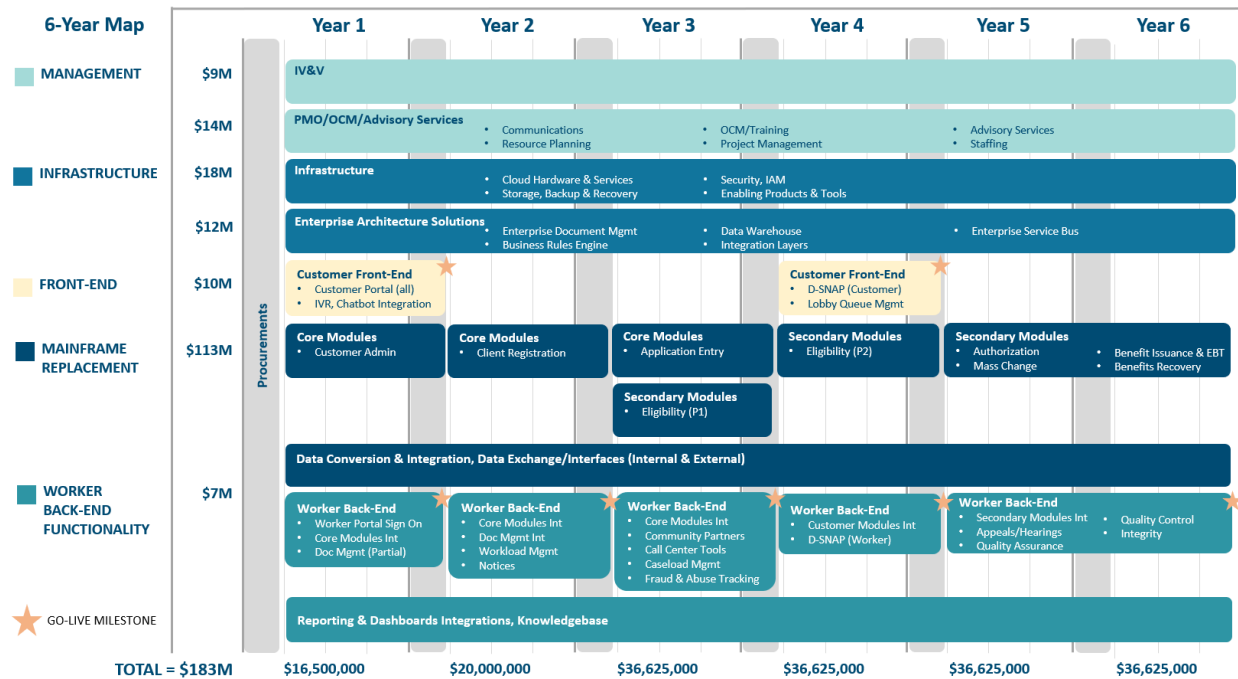 6-Year Map
Year 1
Year 2
Year 3
Year 4
Year 5
Year 6
MANAGEMENT
$9M
IV&V
$14M
PMO/OCM/Advisory Services
• Communications
• Resource Planning
• OCM/Training
• Project Management
• Advisory Services
• Staffing
INFRASTRUCTURE
$18M
Infrastructure
• Cloud Hardware & Services
• Storage, Backup & Recovery
• Security, IAM
• Enabling Products & Tools
$12M
Enterprise Architecture Solutions
• Enterprise Document Mgmt
• Business Rules Engine
• Data Warehouse
• Integration Layers
• Enterprise Service Bus
Procurements
FRONT-END
$10M
Customer Front-End
• Customer Portal (all)
• IVR, Chatbot Integration
Customer Front-End
• D-SNAP (Customer)
• Lobby Queue Mgmt
MAINFRAME
REPLACEMENT
$113M
Core Modules
• Customer Admin
Core Modules
• Client Registration
Core Modules
• Application Entry
Secondary Modules
• Eligibility (P2)
Secondary Modules
• Authorization
• Mass Change
• Benefit Issuance & EBT
• Benefits Recovery
Secondary Modules
• Eligibility (P1)
Data Conversion & Integration, Data Exchange/Interfaces (Internal & External)
WORKER
BACK-END
FUNCTIONALITY
$7M
Worker Back-End
• Worker Portal Sign On
• Core Modules Int
• Doc Mgmt (Partial)
Worker Back-End
• Core Modules Int
• Doc Mgmt Int
• Workload Mgmt
• Notices
Worker Back-End
• Core Modules Int
• Community Partners
• Call Center Tools
• Caseload Mgmt
• Fraud & Abuse Tracking
Worker Back-End
• Customer Modules Int
• D-SNAP (Worker)
Worker Back-End
• Secondary Modules Int
• Appeals/Hearings
• Quality Assurance
• Quality Control
• Integrity
Reporting & Dashboards Integrations, Knowledgebase
GO-LIVE MILESTONE
TOTAL = $183M
$16,500,000
$20,000,000
$36,625,000
$36,625,000
$36,625,000
$36,625,000